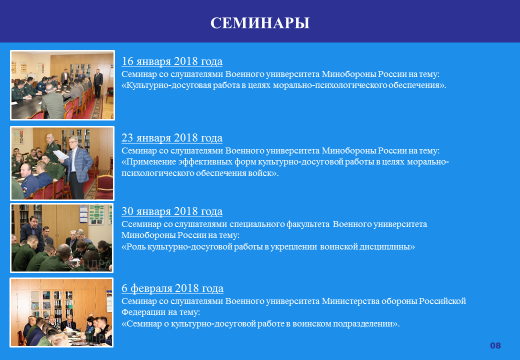 СЕМИНАРЫ
16 января 2018 года
Семинар со слушателями Военного университета Минобороны России на тему:
«Культурно-досуговая работа в целях морально-психологического обеспечения».
23 января 2018 года
Семинар со слушателями Военного университета Минобороны России на тему:
«Применение эффективных форм культурно-досуговой работы в целях морально-
психологического обеспечения войск».
30 января 2018 года
Ссеминар со слушателями специального факультета Военного университета
Минобороны России на тему:
«Роль культурно-досуговой работы в укреплении воинской дисциплины»
6 февраля 2018 года
Семинар со слушателями Военного университета Министерства обороны Российской
Федерации на тему:
«Семинар о культурно-досуговой работе в воинском подразделении».
08